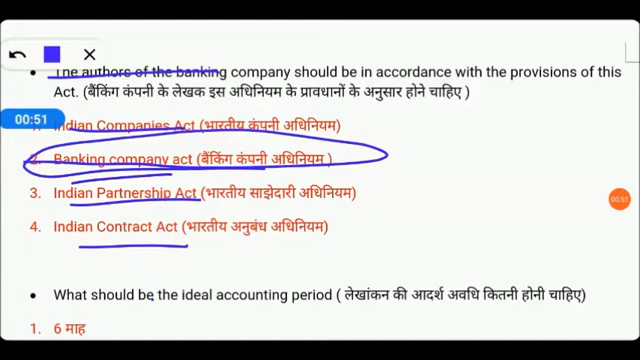 The authors of the banking company should be in accordance with the provisions of this
Act. (बैंकिंग कंपनी के लेखक इस अधिनियम के प्रावधानों के अनुसार होने चाहिए )
00:51
1. Indian Companies Act (भारतीय कंपनी अधिनियम)
2. Banking company act (बैंकिंग कंपनी अधिनियम )
3. Indian Partnership Act (भारतीय साझेदारी अधिनियम)
00:51
4. Indian Contract Act (भारतीय अनुबंध अधिनियम)
What should be the ideal accounting period ( लेखांकन की आदर्श अवधि कितनी होनी चाहिए)
1. 6 माह